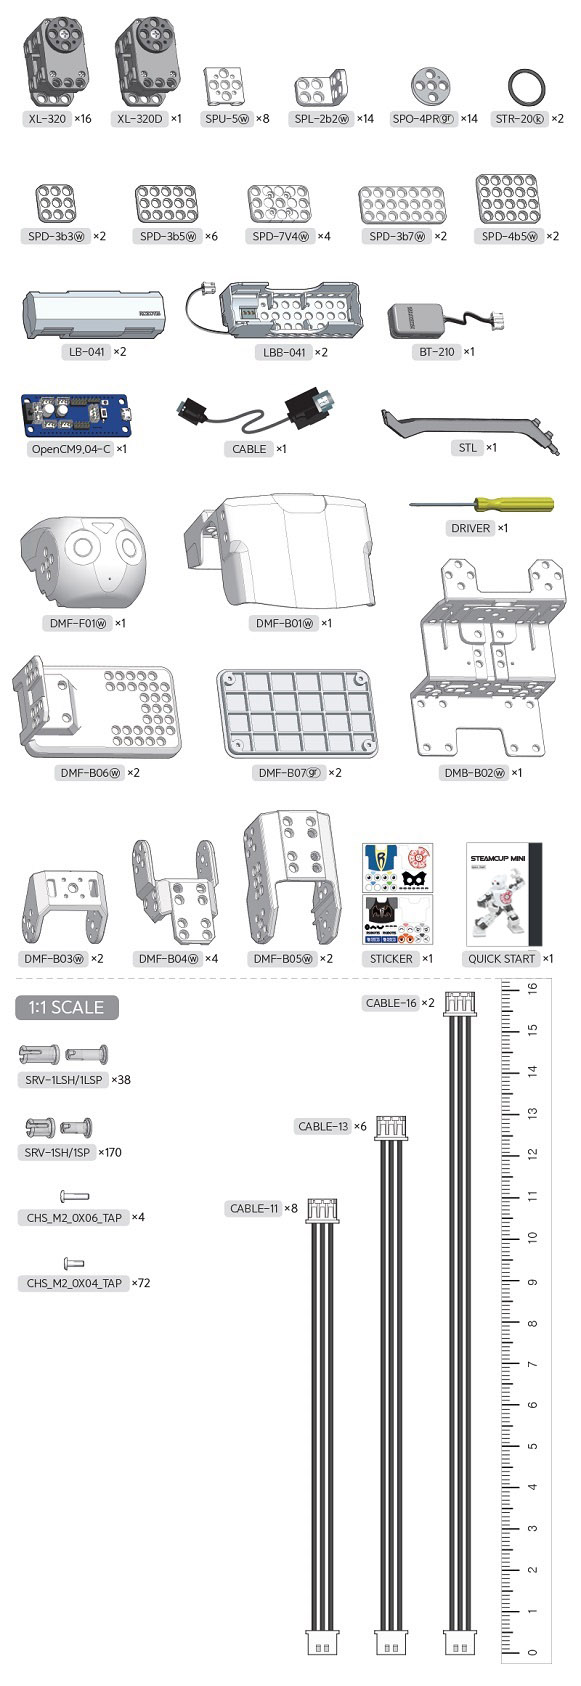 XL-320 ×16 XL-320D ×1 SPU-5ⓦ ×8 SPL-2b2ⓦ ×14 SPO-4PRⓖⓡ ×14 STR-20ⓚ ×2
SPD-3b3ⓦ ×2 SPD-3b5ⓦ ×6 SPD-7V4ⓦ ×4 SPD-3b7ⓦ ×2 SPD-4b5ⓦ ×2
ROBOTIS
LB-041 ×2 LBB-041 ×2 BT-210 ×1
OpenCM9.04-C ×1 CABLE ×1 STL ×1
DRIVER ×1
DMF-F01ⓦ ×1 DMF-B01ⓦ ×1
DMF-B06ⓦ ×2 DMF-B07ⓖⓡ ×2 DMB-B02ⓦ ×1
R
STEAMCUP MINI
DMF-B03ⓦ ×2 DMF-B04ⓦ ×4 DMF-B05ⓦ ×2 STICKER ×1 QUICK START ×1
1:1 SCALE
CABLE-16 ×2
SRV-1LSH/1LSP ×38
CABLE-13 ×6
SRV-1SH/1SP ×170
CABLE-11 ×8
CHS_M2_0X06_TAP ×4
CHS_M2_0X04_TAP ×72
16
15
14
13
12
11
10
9
8
7
6
5
4
3
2
1
0